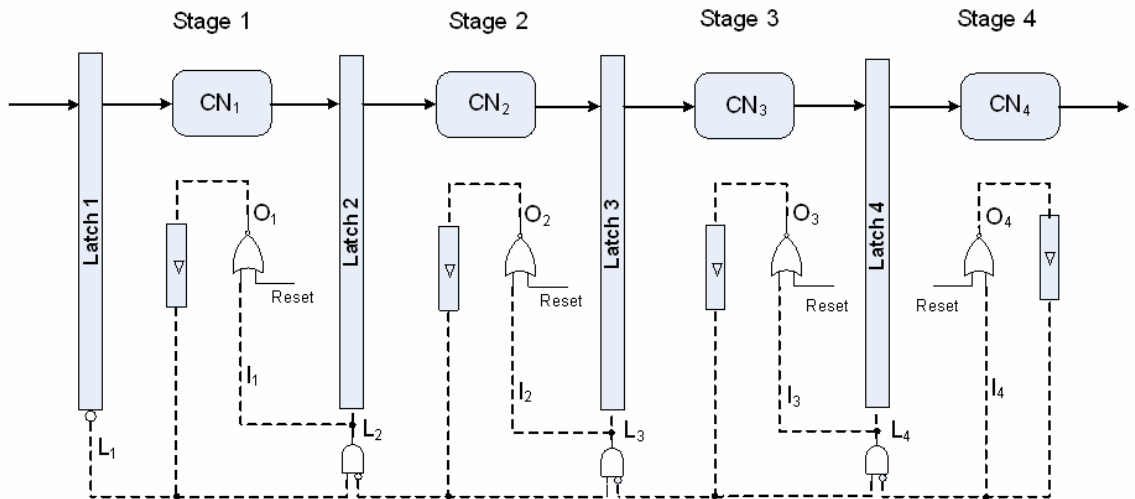 Stage 1
Stage 2
Stage 3
Stage 4
CN₁
CN₂
CN₃
CN₄
Latch 1
Latch 2
Latch 3
Latch 4
O₁
O₂
O₃
O₄
Reset
Reset
Reset
Reset
I₁
I₂
I₃
I₄
L₁
L₂
L₃
L₄